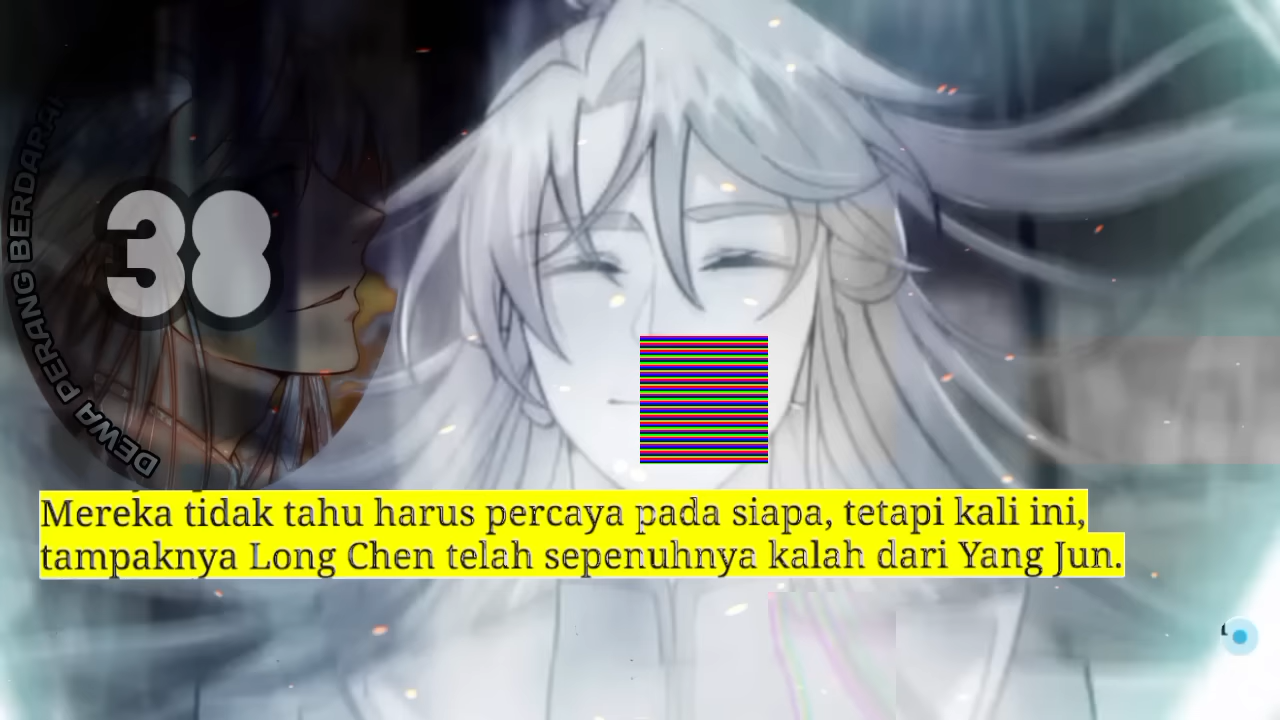 DEWA PERANG BERDARAH
38
Mereka tidak tahu harus percaya pada siapa, tetapi kali ini,
tampaknya Long Chen telah sepenuhnya kalah dari Yang Jun.